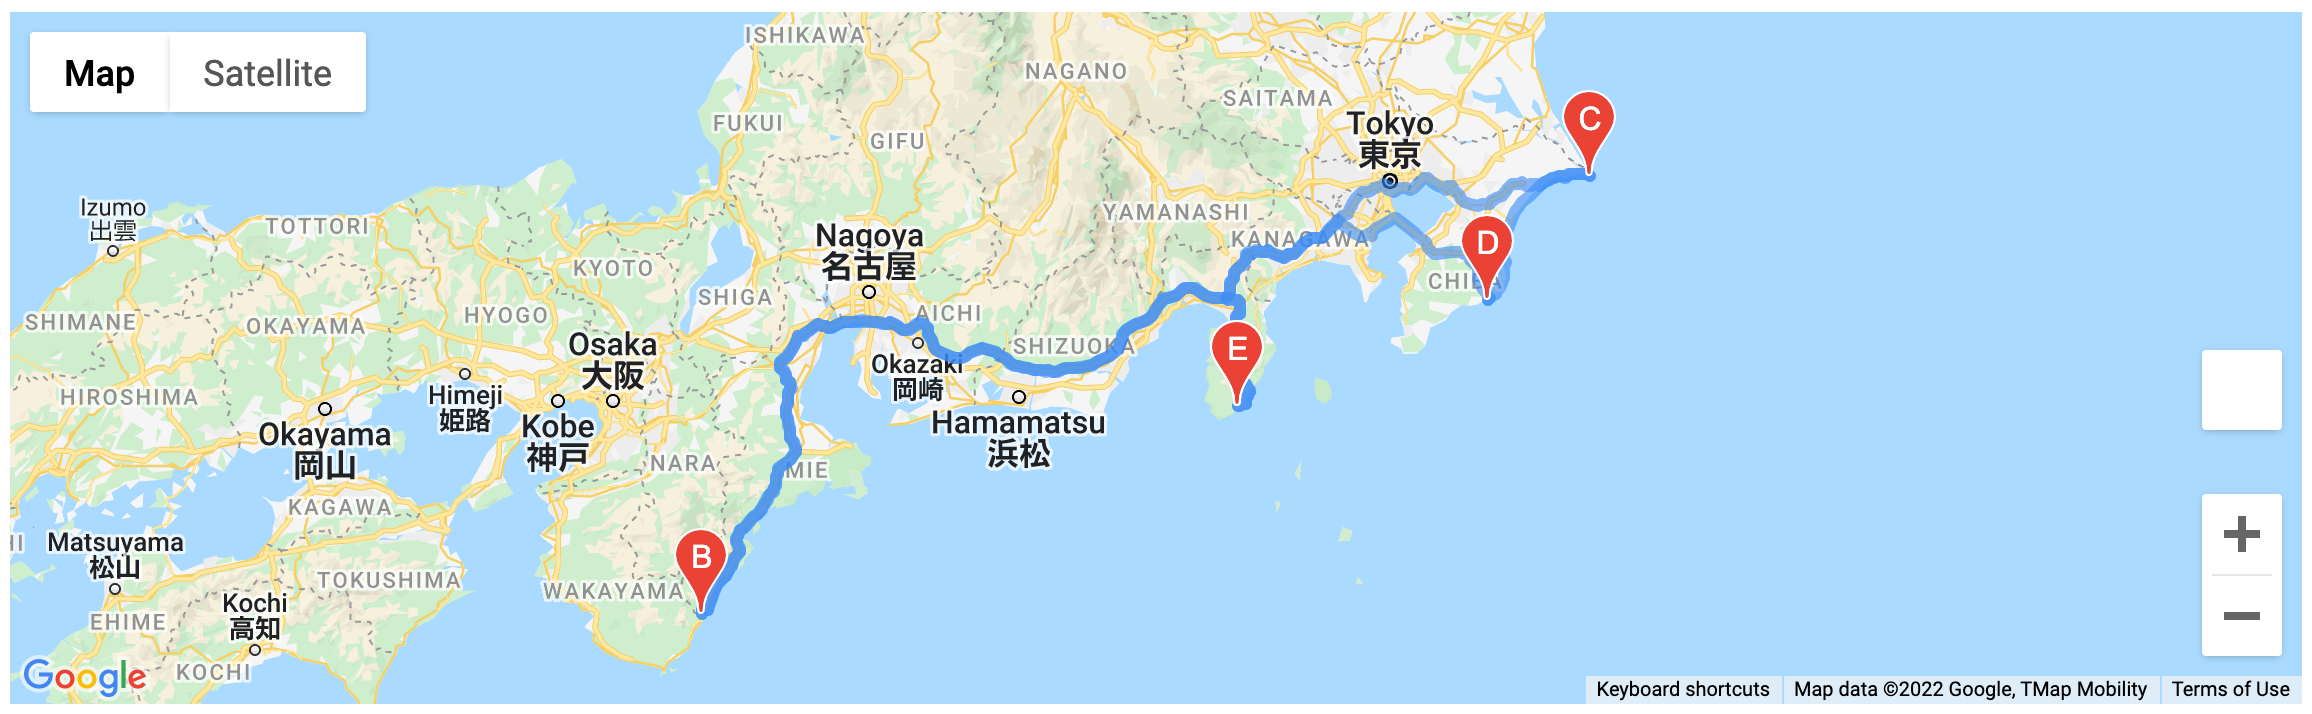 Map
Satellite
ISHIKAWA
NAGANO
SAITAMA
C
FUKUI
GIFU
Tokyo
東京
Izumo
出雲
TOTTORI
YAMANASHI
Nagoya
名古屋
KANAGAWA
D
KYOTO
SHIGA
CHIBA
SHIMANE
OKAYAMA
HYOGO
AICHI
Osaka
大阪
SHIZUOKA
E
Okazaki
岡崎
HIROSHIMA
Himeji
姫路
Okayama
岡山
Kobe
神戸
Hamamatsu
浜松
NARA
MIE
KAGAWA
HI
Matsuyama
松山
B
TOKUSHIMA
WAKAYAMA
Kochi
高知
EHIME
KOCHI
Google
Keyboard shortcuts
Map data ©2022 Google, TMap Mobility
Terms of Use